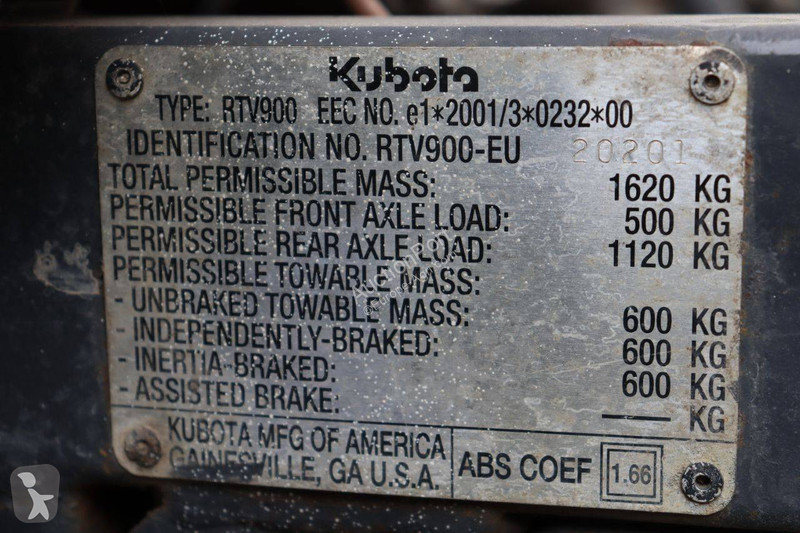 Kubota
TYPE: RTV900 EEC NO. e1*2001/3*0232*00
IDENTIFICATION NO. RTV900-EU 20201
TOTAL PERMISSIBLE MASS: 1620 KG
PERMISSIBLE FRONT AXLE LOAD: 500 KG
PERMISSIBLE REAR AXLE LOAD: 1120 KG
PERMISSIBLE TOWABLE MASS:
- UNBRAKED TOWABLE MASS: 600 KG
- INDEPENDENTLY-BRAKED: 600 KG
- INERTIA-BRAKED: 600 KG
- ASSISTED BRAKE: — KG
KUBOTA MFG OF AMERICA
GAINESVILLE, GA U.S.A.
ABS COEF 1.66